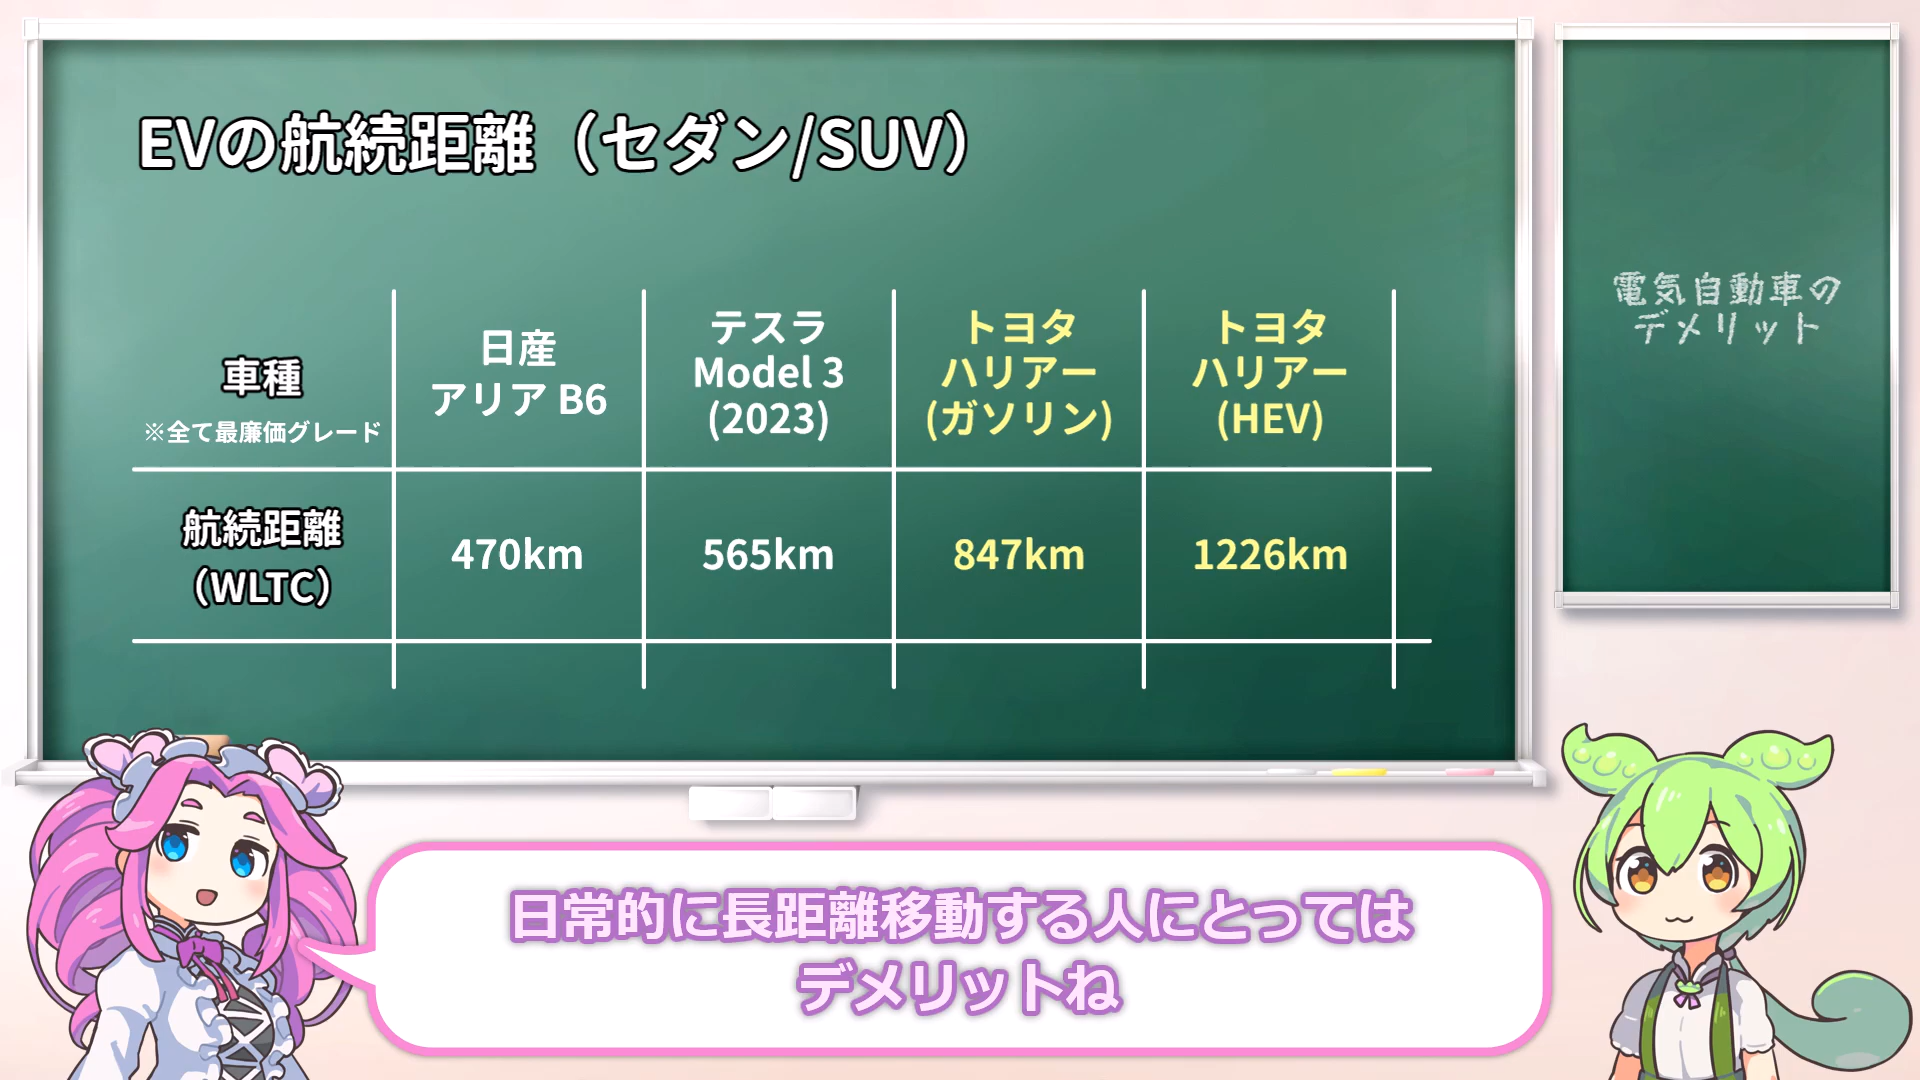 EVの航続距離（セダン/SUV）
車種
※全て最廉価グレード
日産
アリア B6
テスラ
Model 3
(2023)
トヨタ
ハリアー
(ガソリン)
トヨタ
ハリアー
(HEV)
航続距離
（WLTC）
470km
565km
847km
1226km
電気自動車の
デメリット
日常的に長距離移動する人にとっては
デメリットね